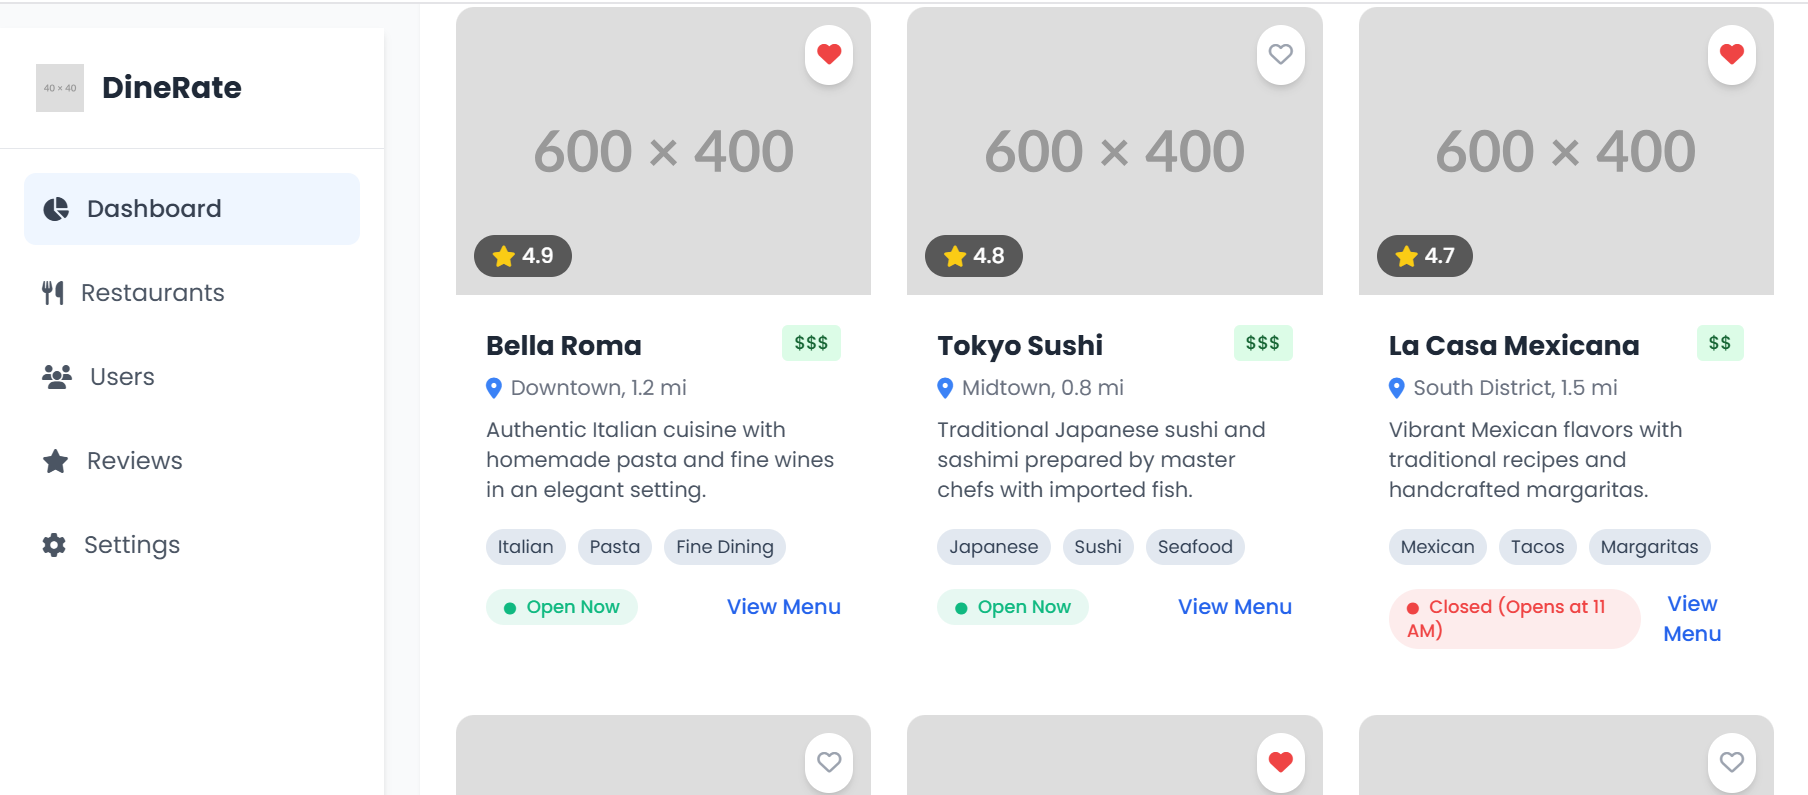 40 × 40
DineRate
Dashboard
Restaurants
Users
Reviews
Settings
600 × 400
4.9
Bella Roma
$$$
Downtown, 1.2 mi
Authentic Italian cuisine with
homemade pasta and fine wines
in an elegant setting.
Italian
Pasta
Fine Dining
Open Now
View Menu
600 × 400
4.8
Tokyo Sushi
$$$
Midtown, 0.8 mi
Traditional Japanese sushi and
sashimi prepared by master
chefs with imported fish.
Japanese
Sushi
Seafood
Open Now
View Menu
600 × 400
4.7
La Casa Mexicana
$$
South District, 1.5 mi
Vibrant Mexican flavors with
traditional recipes and
handcrafted margaritas.
Mexican
Tacos
Margaritas
Closed (Opens at 11
AM)
View
Menu